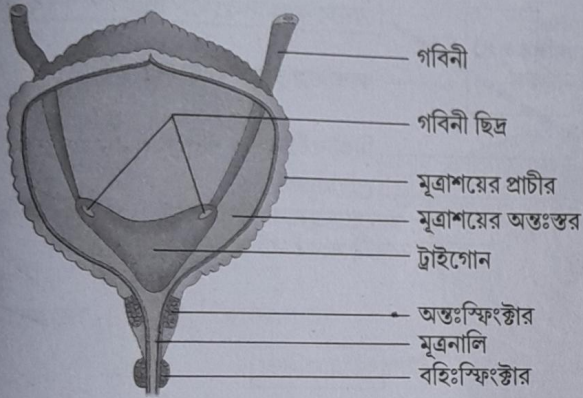 গবিনী
গবিনী ছিদ্র
মূত্রাশয়ের প্রাচীর
মূত্রাশয়ের অন্তঃস্তর
ট্রাইগোন
অন্তঃস্ফিংক্টার
মূত্রনালি
বহিঃস্ফিংক্টার